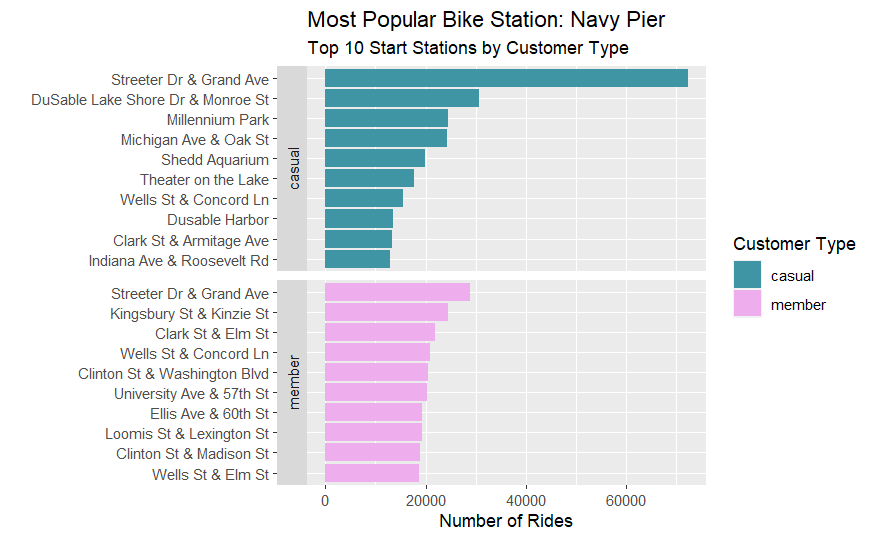 Most Popular Bike Station: Navy Pier
Top 10 Start Stations by Customer Type
Streeter Dr & Grand Ave
DuSable Lake Shore Dr & Monroe St
Millennium Park
Michigan Ave & Oak St
Shedd Aquarium
Theater on the Lake
Wells St & Concord Ln
Dusable Harbor
Clark St & Armitage Ave
Indiana Ave & Roosevelt Rd
casual
Streeter Dr & Grand Ave
Kingsbury St & Kinzie St
Clark St & Elm St
Wells St & Concord Ln
Clinton St & Washington Blvd
University Ave & 57th St
Ellis Ave & 60th St
Loomis St & Lexington St
Clinton St & Madison St
Wells St & Elm St
member
0 20000 40000 60000
Number of Rides
Customer Type
casual
member